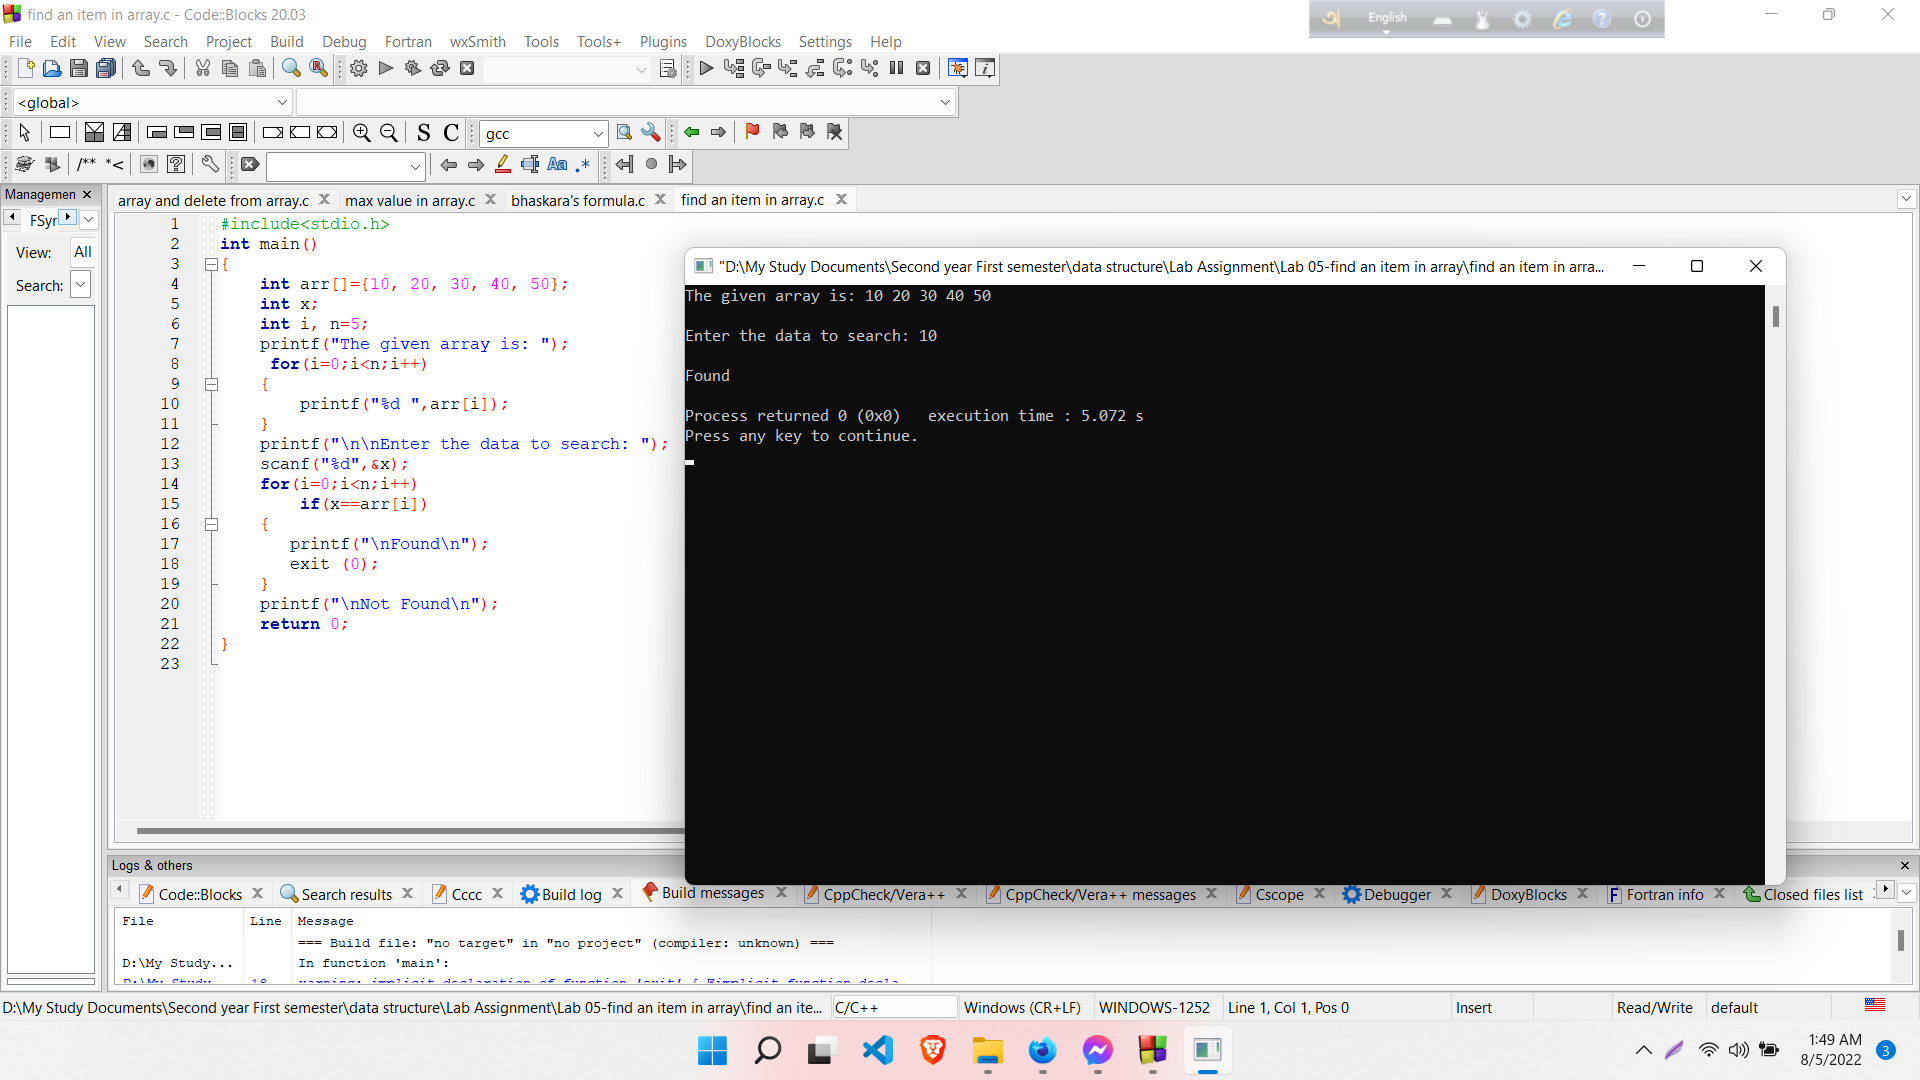 find an item in array.c - Code::Blocks 20.03
English
File Edit View Search Project Build Debug Fortran wxSmith Tools Tools+ Plugins DoxyBlocks Settings Help
<global>
S C gcc
/** *<
Aa .*
Managemen
array and delete from array.c max value in array.c bhaskara's formula.c find an item in array.c
FSyr
View: All
Search:
1 #include<stdio.h>
2 int main()
3 {
4 int arr[]={10, 20, 30, 40, 50};
5 int x;
6 int i, n=5;
7 printf("The given array is: ");
8 for(i=0;i<n;i++)
9 {
10 printf("%d ",arr[i]);
11 }
12 printf("\n\nEnter the data to search: ");
13 scanf("%d",&x);
14 for(i=0;i<n;i++)
15 if(x==arr[i])
16 {
17 printf("\nFound\n");
18 exit (0);
19 }
20 printf("\nNot Found\n");
21 return 0;
22 }
23
"D:\My Study Documents\Second year First semester\data structure\Lab Assignment\Lab 05-find an item in array\find an item in arra...
The given array is: 10 20 30 40 50
Enter the data to search: 10
Found
Process returned 0 (0x0)   execution time : 5.072 s
Press any key to continue.
Logs & others
Code::Blocks Search results Cccc Build log Build messages CppCheck/Vera++ CppCheck/Vera++ messages Cscope Debugger DoxyBlocks Fortran info Closed files list
File Line Message
=== Build file: "no target" in "no project" (compiler: unknown) ===
D:\My Study... In function 'main':
D:\My Study... 18 warning: implicit declaration of function 'exit' [-Wimplicit-function-decla...
D:\My Study Documents\Second year First semester\data structure\Lab Assignment\Lab 05-find an item in array\find an ite... C/C++ Windows (CR+LF) WINDOWS-1252 Line 1, Col 1, Pos 0 Insert Read/Write default
1:49 AM
8/5/2022
3